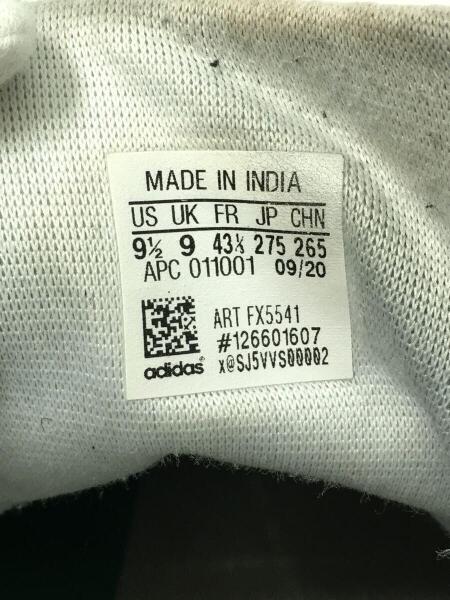 MADE IN INDIA
US UK FR JP CHN
9½ 9 43⅓ 275 265
APC 011001 09/20
ART FX5541
#126601607
adidas® x@SJ5VVS00002